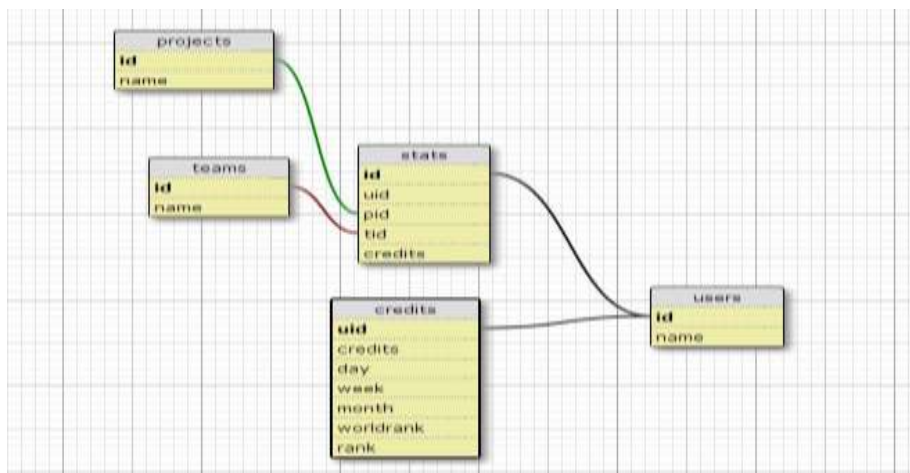 projects
id
name
teams
id
name
stats
id
uid
pid
tid
credits
credits
uid
credits
day
week
month
worldrank
rank
users
id
name